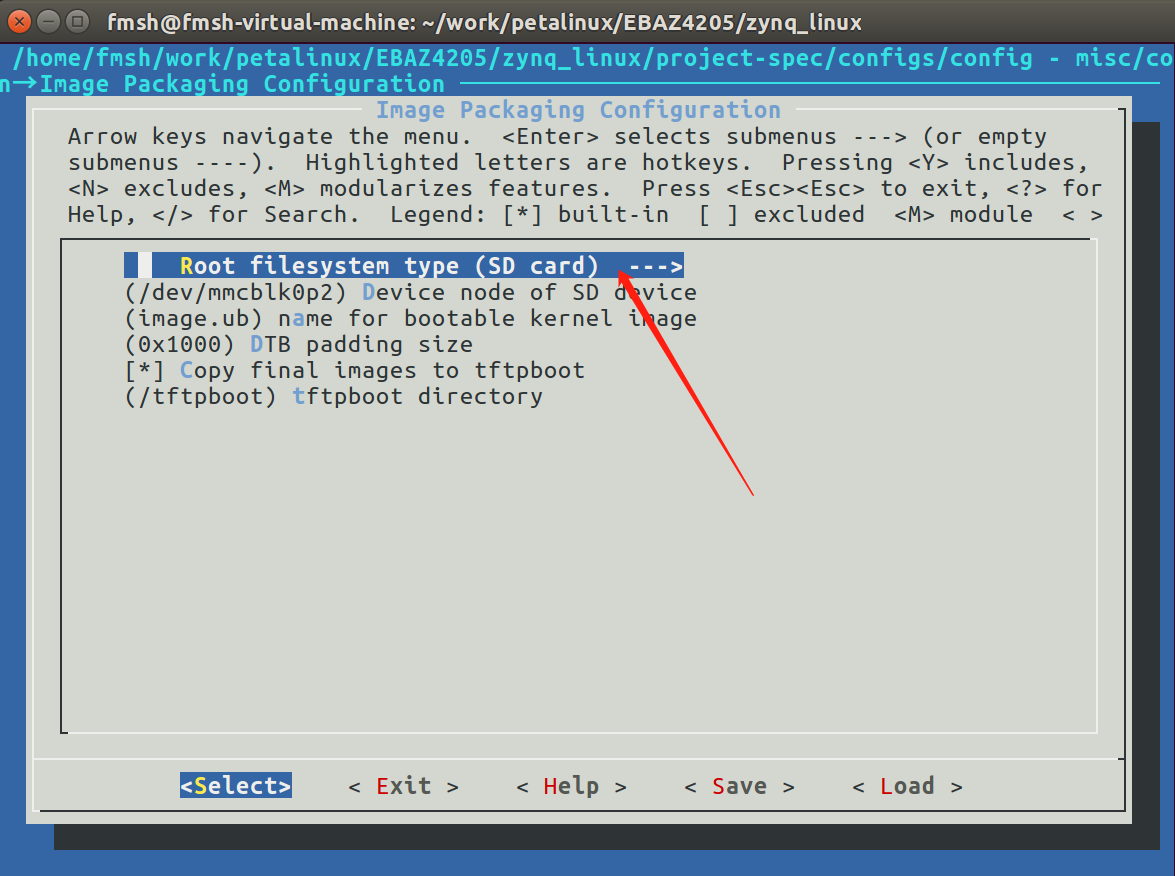 fmsh@fmsh-virtual-machine: ~/work/petalinux/EBAZ4205/zynq_linux
/home/fmsh/work/petalinux/EBAZ4205/zynq_linux/project-spec/configs/config - misc/co
n→Image Packaging Configuration
Image Packaging Configuration
Arrow keys navigate the menu.  <Enter> selects submenus ---> (or empty
submenus ----).  Highlighted letters are hotkeys.  Pressing <Y> includes,
<N> excludes, <M> modularizes features.  Press <Esc><Esc> to exit, <?> for
Help, </> for Search.  Legend: [*] built-in  [ ] excluded  <M> module  < >
Root filesystem type (SD card)  --->
(/dev/mmcblk0p2) Device node of SD device
(image.ub) name for bootable kernel image
(0x1000) DTB padding size
[*] Copy final images to tftpboot
(/tftpboot) tftpboot directory
<Select>    < Exit >    < Help >    < Save >    < Load >